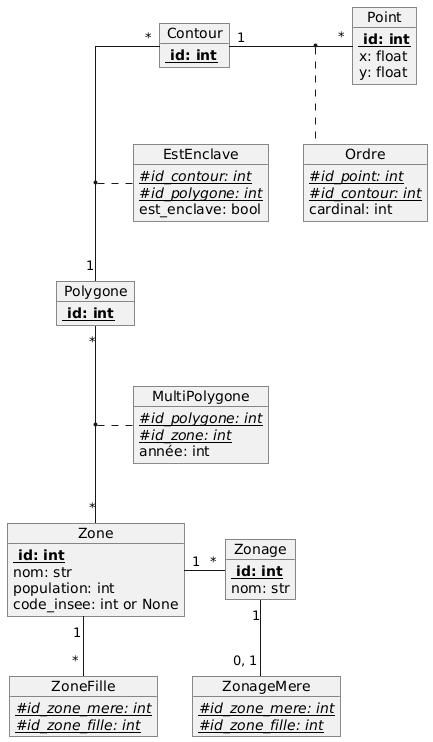 Point
id: int
x: float
y: float
Contour
id: int
*
1
*
EstEnclave
#id_contour: int
#id_polygone: int
est_enclave: bool
Ordre
#id_point: int
#id_contour: int
cardinal: int
1
Polygone
id: int
*
MultiPolygone
#id_polygone: int
#id_zone: int
année: int
*
Zone
id: int
nom: str
population: int
code_insee: int or None
1 *
Zonage
id: int
nom: str
1
*
1
0, 1
ZoneFille
#id_zone_mere: int
#id_zone_fille: int
ZonageMere
#id_zone_mere: int
#id_zone_fille: int